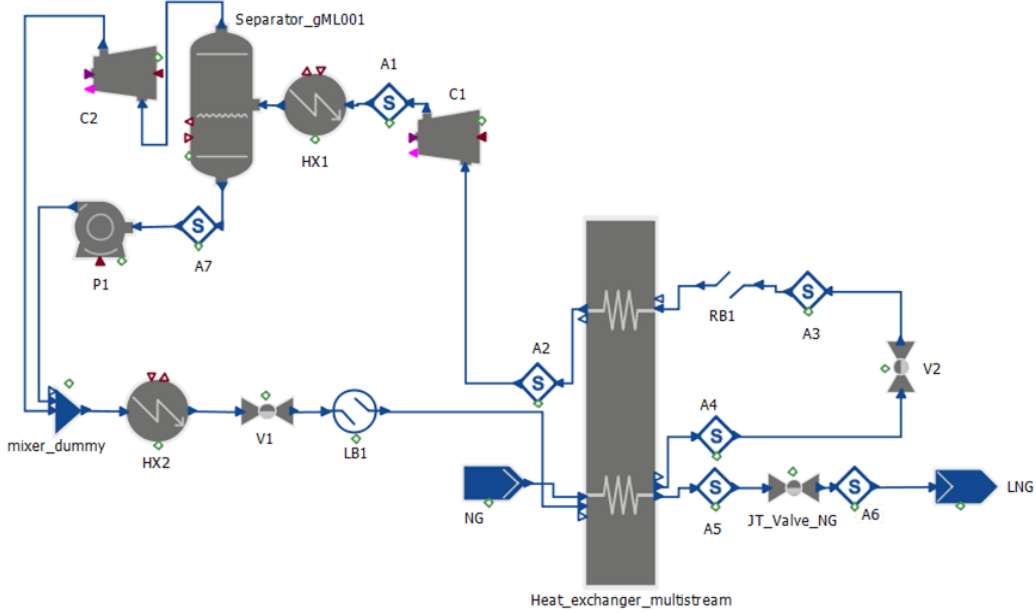 Separator_gML001
A1
C1
C2
HX1
A7
P1
RB1
A3
A2
V2
A4
mixer_dummy
HX2
V1
LB1
NG
A5
JT_Valve_NG
A6
LNG
Heat_exchanger_multistream
S
S
S
S
S
S
S